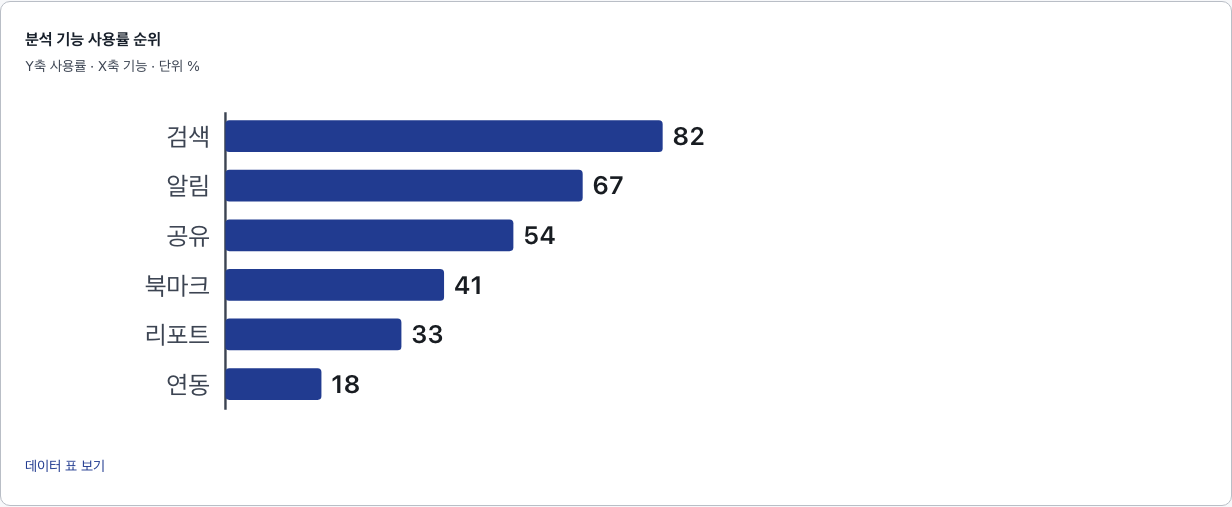 분석 기능 사용률 순위
Y축 사용률 · X축 기능 · 단위 %
검색 82
알림 67
공유 54
북마크 41
리포트 33
연동 18
데이터 표 보기